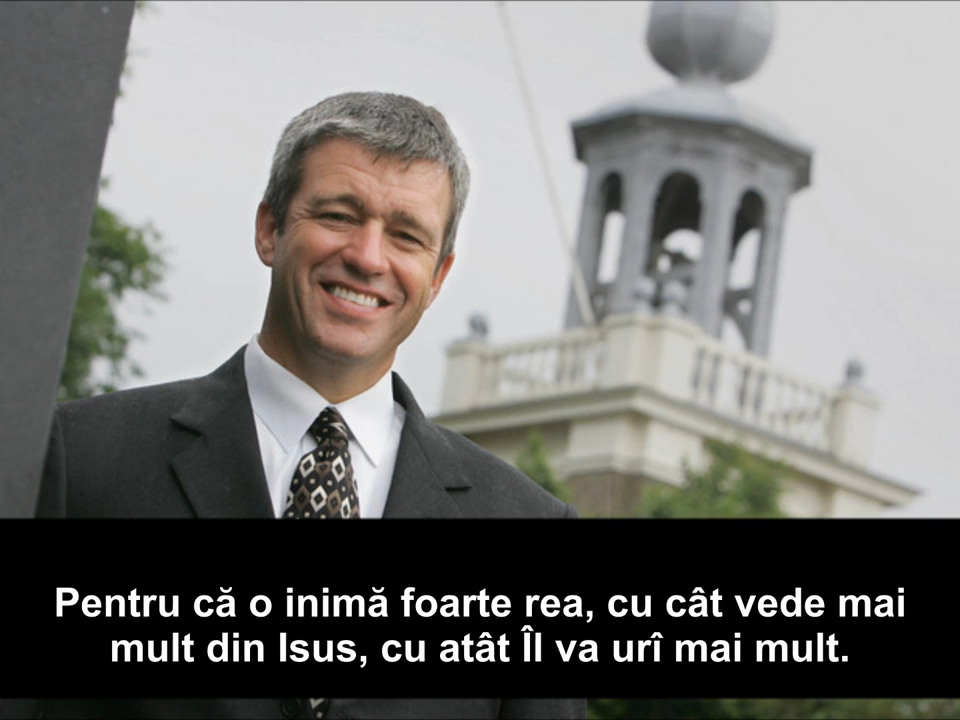 Pentru că o inimă foarte rea, cu cât vede mai
mult din Isus, cu atât Îl va urî mai mult.